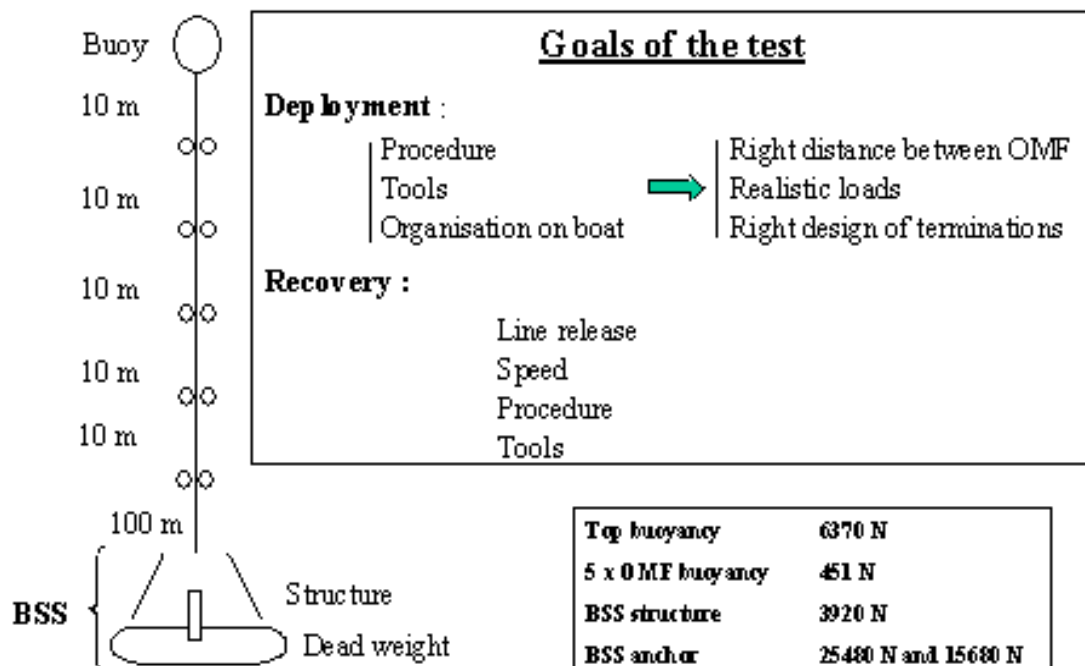 Buoy
10 m
10 m
10 m
10 m
10 m
100 m
BSS
Structure
Dead weight
Goals of the test
Deployment :
Procedure
Tools
Organisation on boat
Right distance between OMF
Realistic loads
Right design of terminations
Recovery :
Line release
Speed
Procedure
Tools
Top buoyancy 6370 N
5 x OMF buoyancy 451 N
BSS structure 3920 N
BSS anchor 25480 N and 15680 N